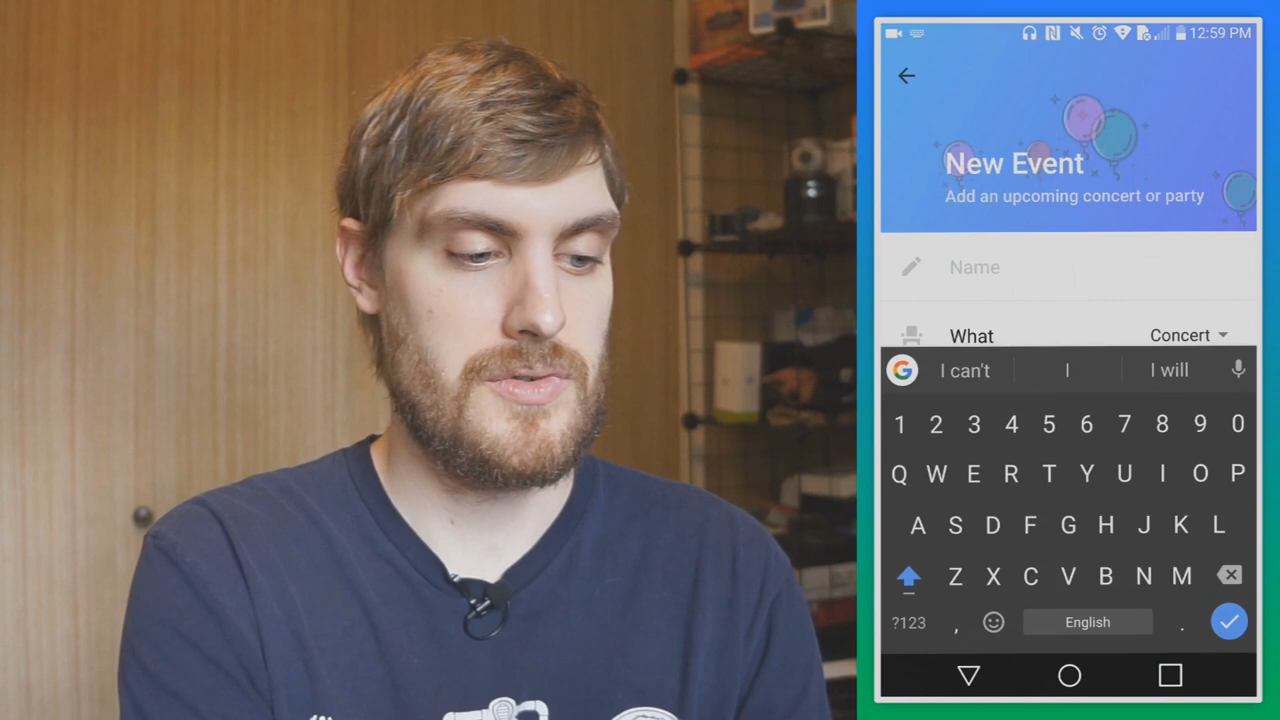 12:59 PM
New Event
Add an upcoming concert or party
Name
What Concert
G I can't I I will
1 2 3 4 5 6 7 8 9 0
Q W E R T Y U I O P
A S D F G H J K L
Z X C V B N M
?123 , English .